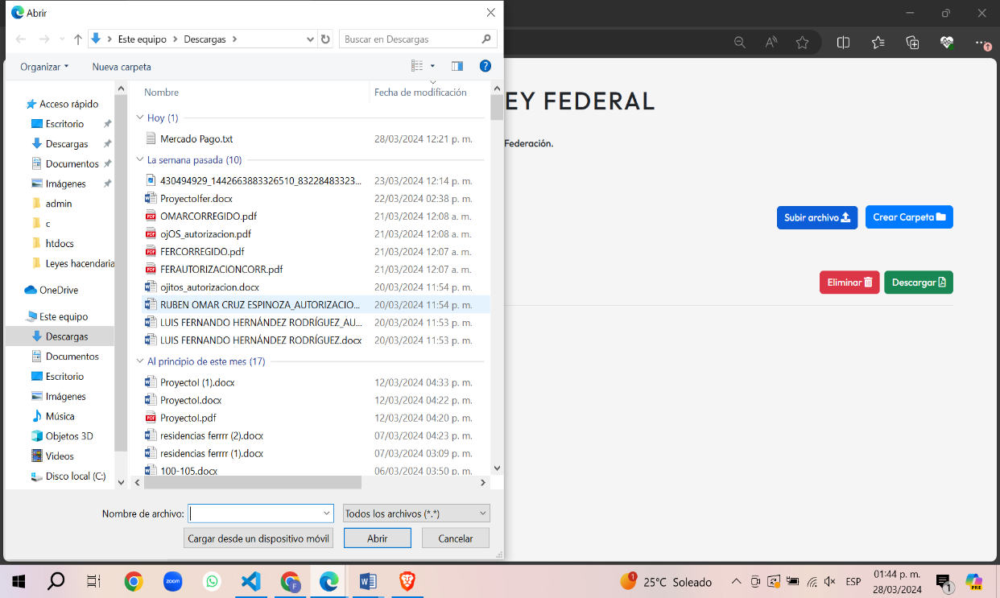 Abrir
Este equipo > Descargas >
Buscar en Descargas
Organizar
Nueva carpeta
Acceso rápido
Escritorio
Descargas
Documentos
Imágenes
admin
c
htdocs
Leyes hacendaria
OneDrive
Este equipo
Descargas
Documentos
Escritorio
Imágenes
Música
Objetos 3D
Videos
Disco local (C:)
Nombre Fecha de modificación
Hoy (1)
Mercado Pago.txt 28/03/2024 12:21 p. m.
La semana pasada (10)
430494929_1442663883326510_83228483323... 23/03/2024 12:14 p. m.
ProyectoIfer.docx 22/03/2024 02:38 p. m.
OMARCORREGIDO.pdf 21/03/2024 12:08 a. m.
ojOS_autorizacion.pdf 21/03/2024 12:08 a. m.
FERCORREGIDO.pdf 21/03/2024 12:07 a. m.
FERAUTORIZACIONCORR.pdf 21/03/2024 12:07 a. m.
ojitos_autorizacion.docx 20/03/2024 11:54 p. m.
RUBEN OMAR CRUZ ESPINOZA_AUTORIZACIO... 20/03/2024 11:54 p. m.
LUIS FERNANDO HERNÁNDEZ RODRÍGUEZ_AU... 20/03/2024 11:53 p. m.
LUIS FERNANDO HERNÁNDEZ RODRÍGUEZ.docx 20/03/2024 11:53 p. m.
Al principio de este mes (17)
ProyectoI (1).docx 12/03/2024 04:33 p. m.
ProyectoI.docx 12/03/2024 04:22 p. m.
ProyectoI.pdf 12/03/2024 04:20 p. m.
residencias ferrrr (2).docx 07/03/2024 04:23 p. m.
residencias ferrrr (1).docx 07/03/2024 03:09 p. m.
100-105.docx 06/03/2024 03:50 p. m.
Nombre de archivo:
Todos los archivos (*.*)
Cargar desde un dispositivo móvil
Abrir
Cancelar
EY FEDERAL
Federación.
Subir archivo
Crear Carpeta
Eliminar
Descargar
zoom
F
1
25°C Soleado
ESP
01:44 p. m.
28/03/2024
1
PRE